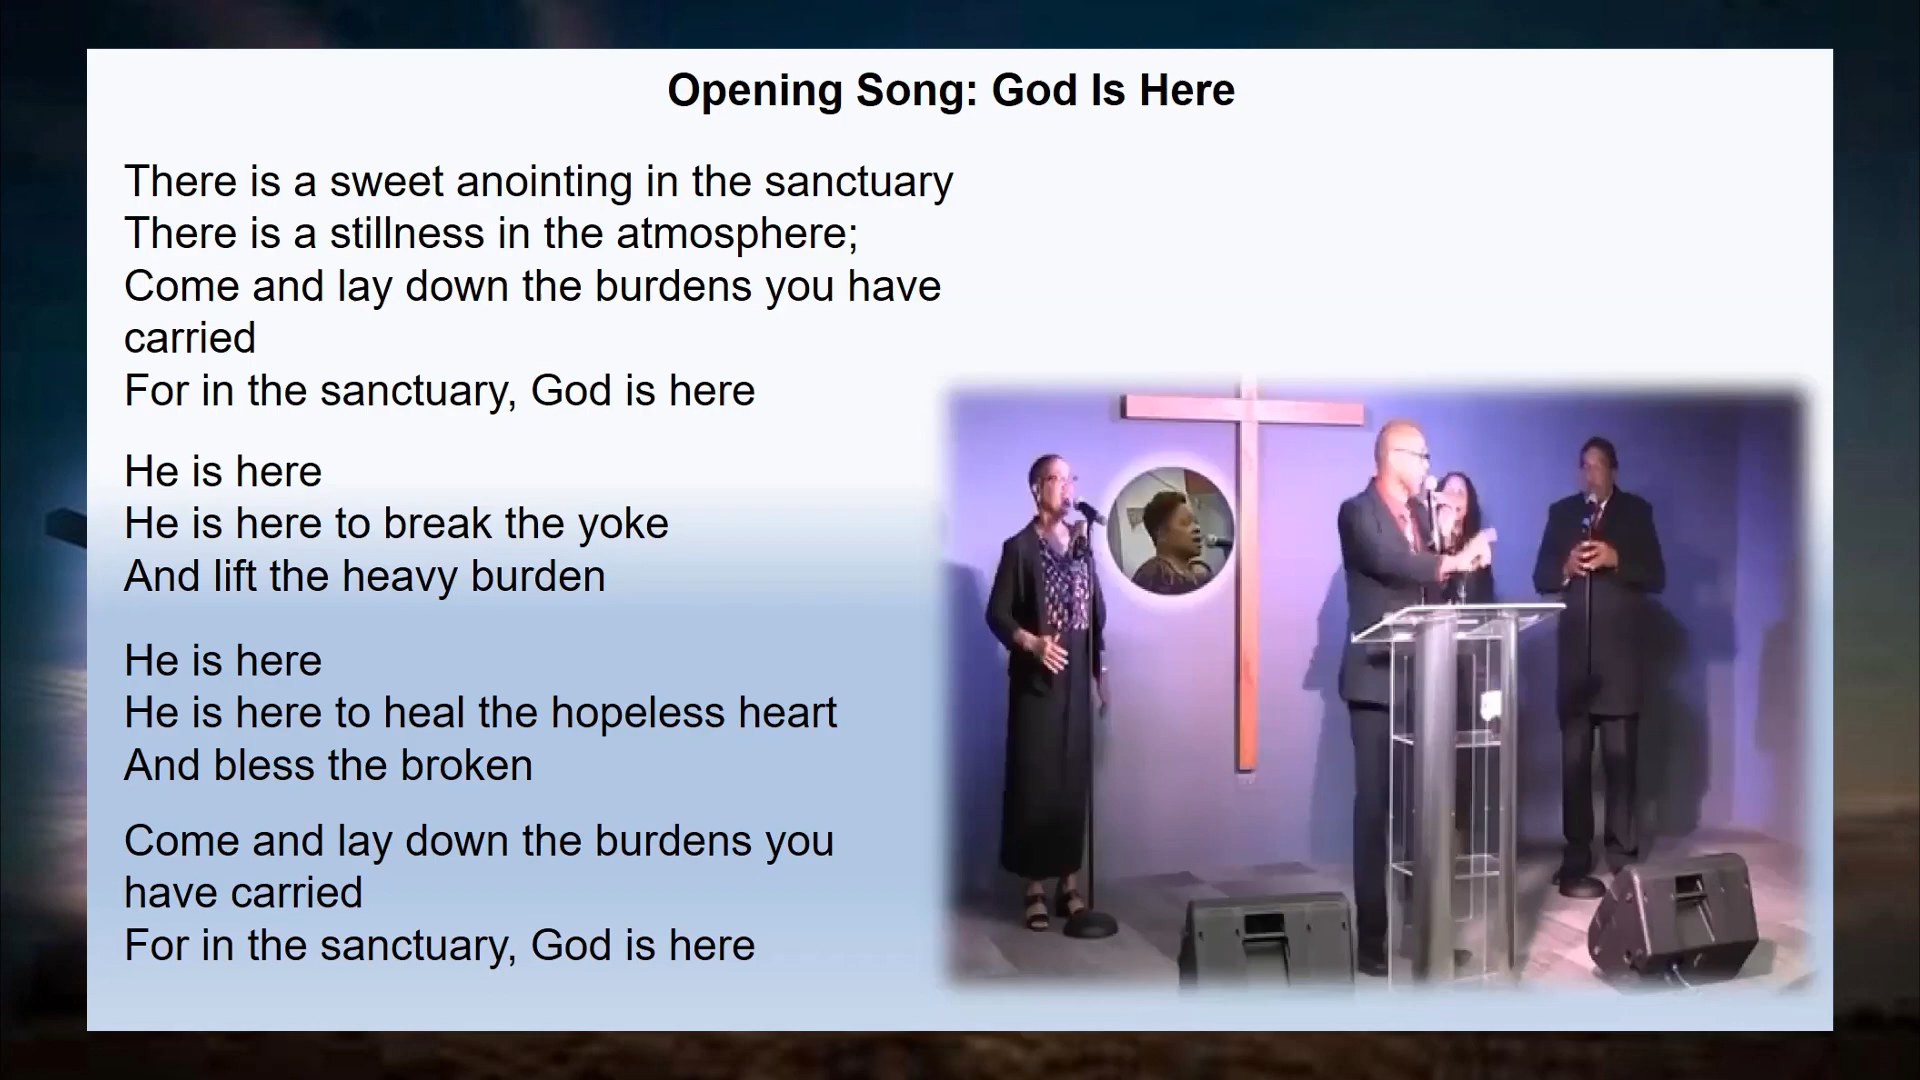 Opening Song: God Is Here
There is a sweet anointing in the sanctuary
There is a stillness in the atmosphere;
Come and lay down the burdens you have
carried
For in the sanctuary, God is here
He is here
He is here to break the yoke
And lift the heavy burden
He is here
He is here to heal the hopeless heart
And bless the broken
Come and lay down the burdens you
have carried
For in the sanctuary, God is here